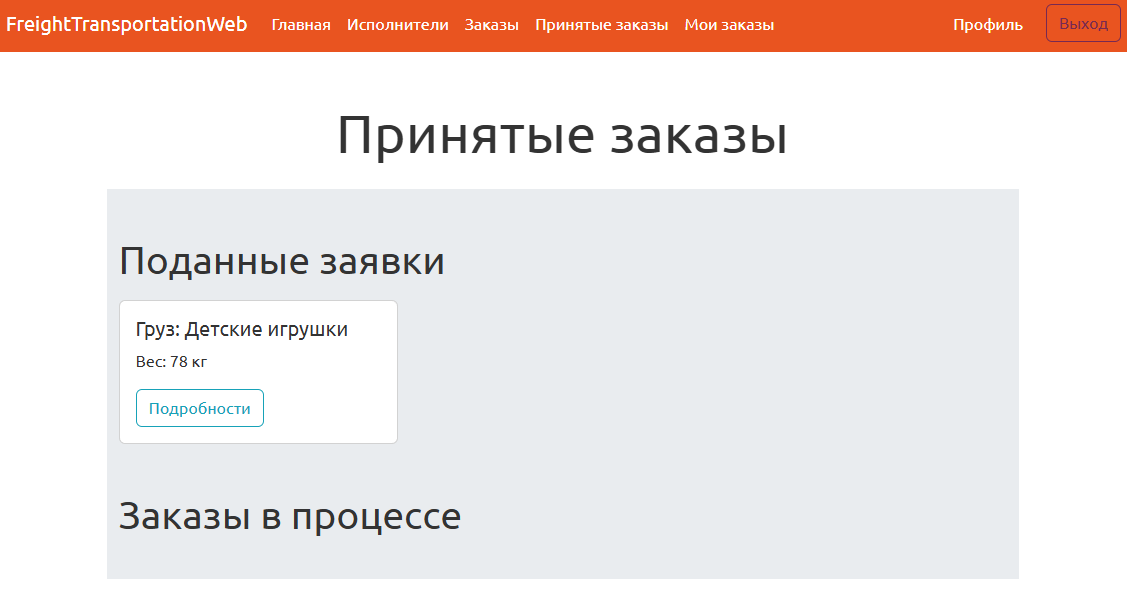 FreightTransportationWeb Главная Исполнители Заказы Принятые заказы Мои заказы Профиль Выход
Принятые заказы
Поданные заявки
Груз: Детские игрушки
Вес: 78 кг
Подробности
Заказы в процессе